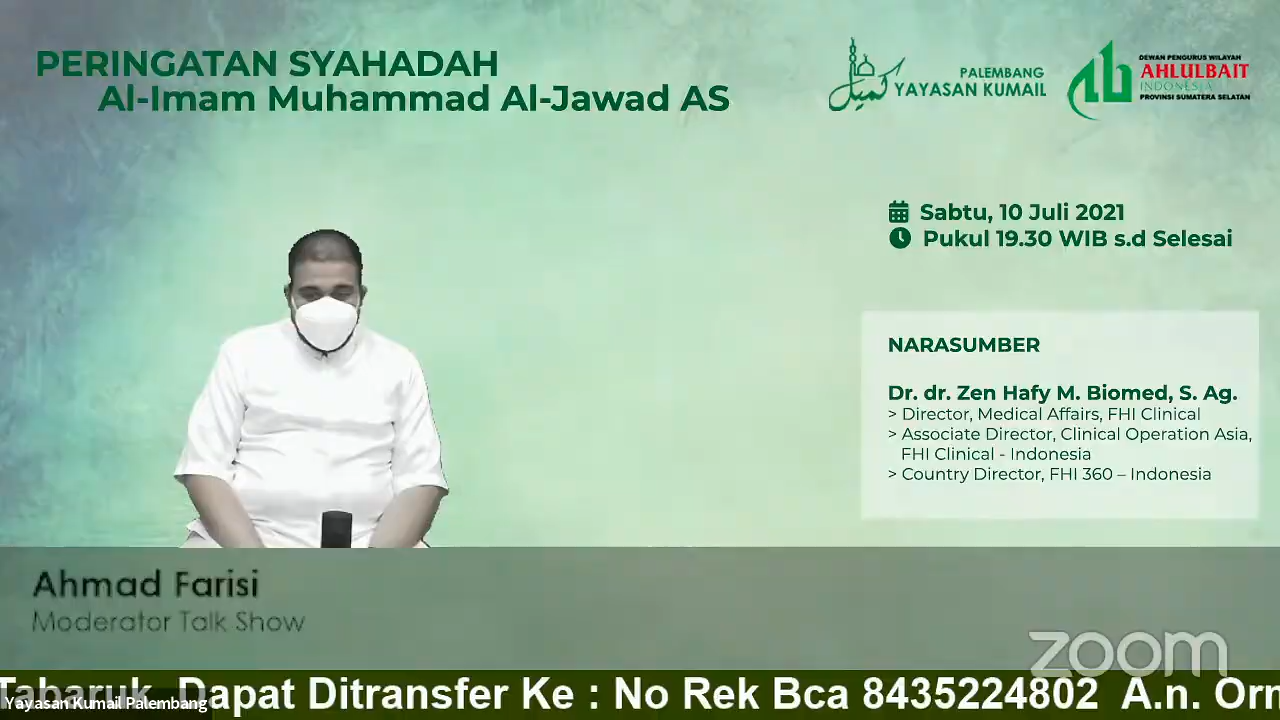 PERINGATAN SYAHADAH
Al-Imam Muhammad Al-Jawad AS
كميل
PALEMBANG
YAYASAN KUMAIL
DEWAN PENGURUS WILAYAH
AHLULBAIT
INDONESIA
PROVINSI SUMATERA SELATAN
Sabtu, 10 Juli 2021
Pukul 19.30 WIB s.d Selesai
NARASUMBER
Dr. dr. Zen Hafy M. Biomed, S. Ag.
> Director, Medical Affairs, FHI Clinical
> Associate Director, Clinical Operation Asia,
FHI Clinical - Indonesia
> Country Director, FHI 360 – Indonesia
Ahmad Farisi
Moderator Talk Show
zoom
Tabaruk Dapat Ditransfer Ke : No Rek Bca 8435224802 A.n.
Yayasan Kumail Palembang